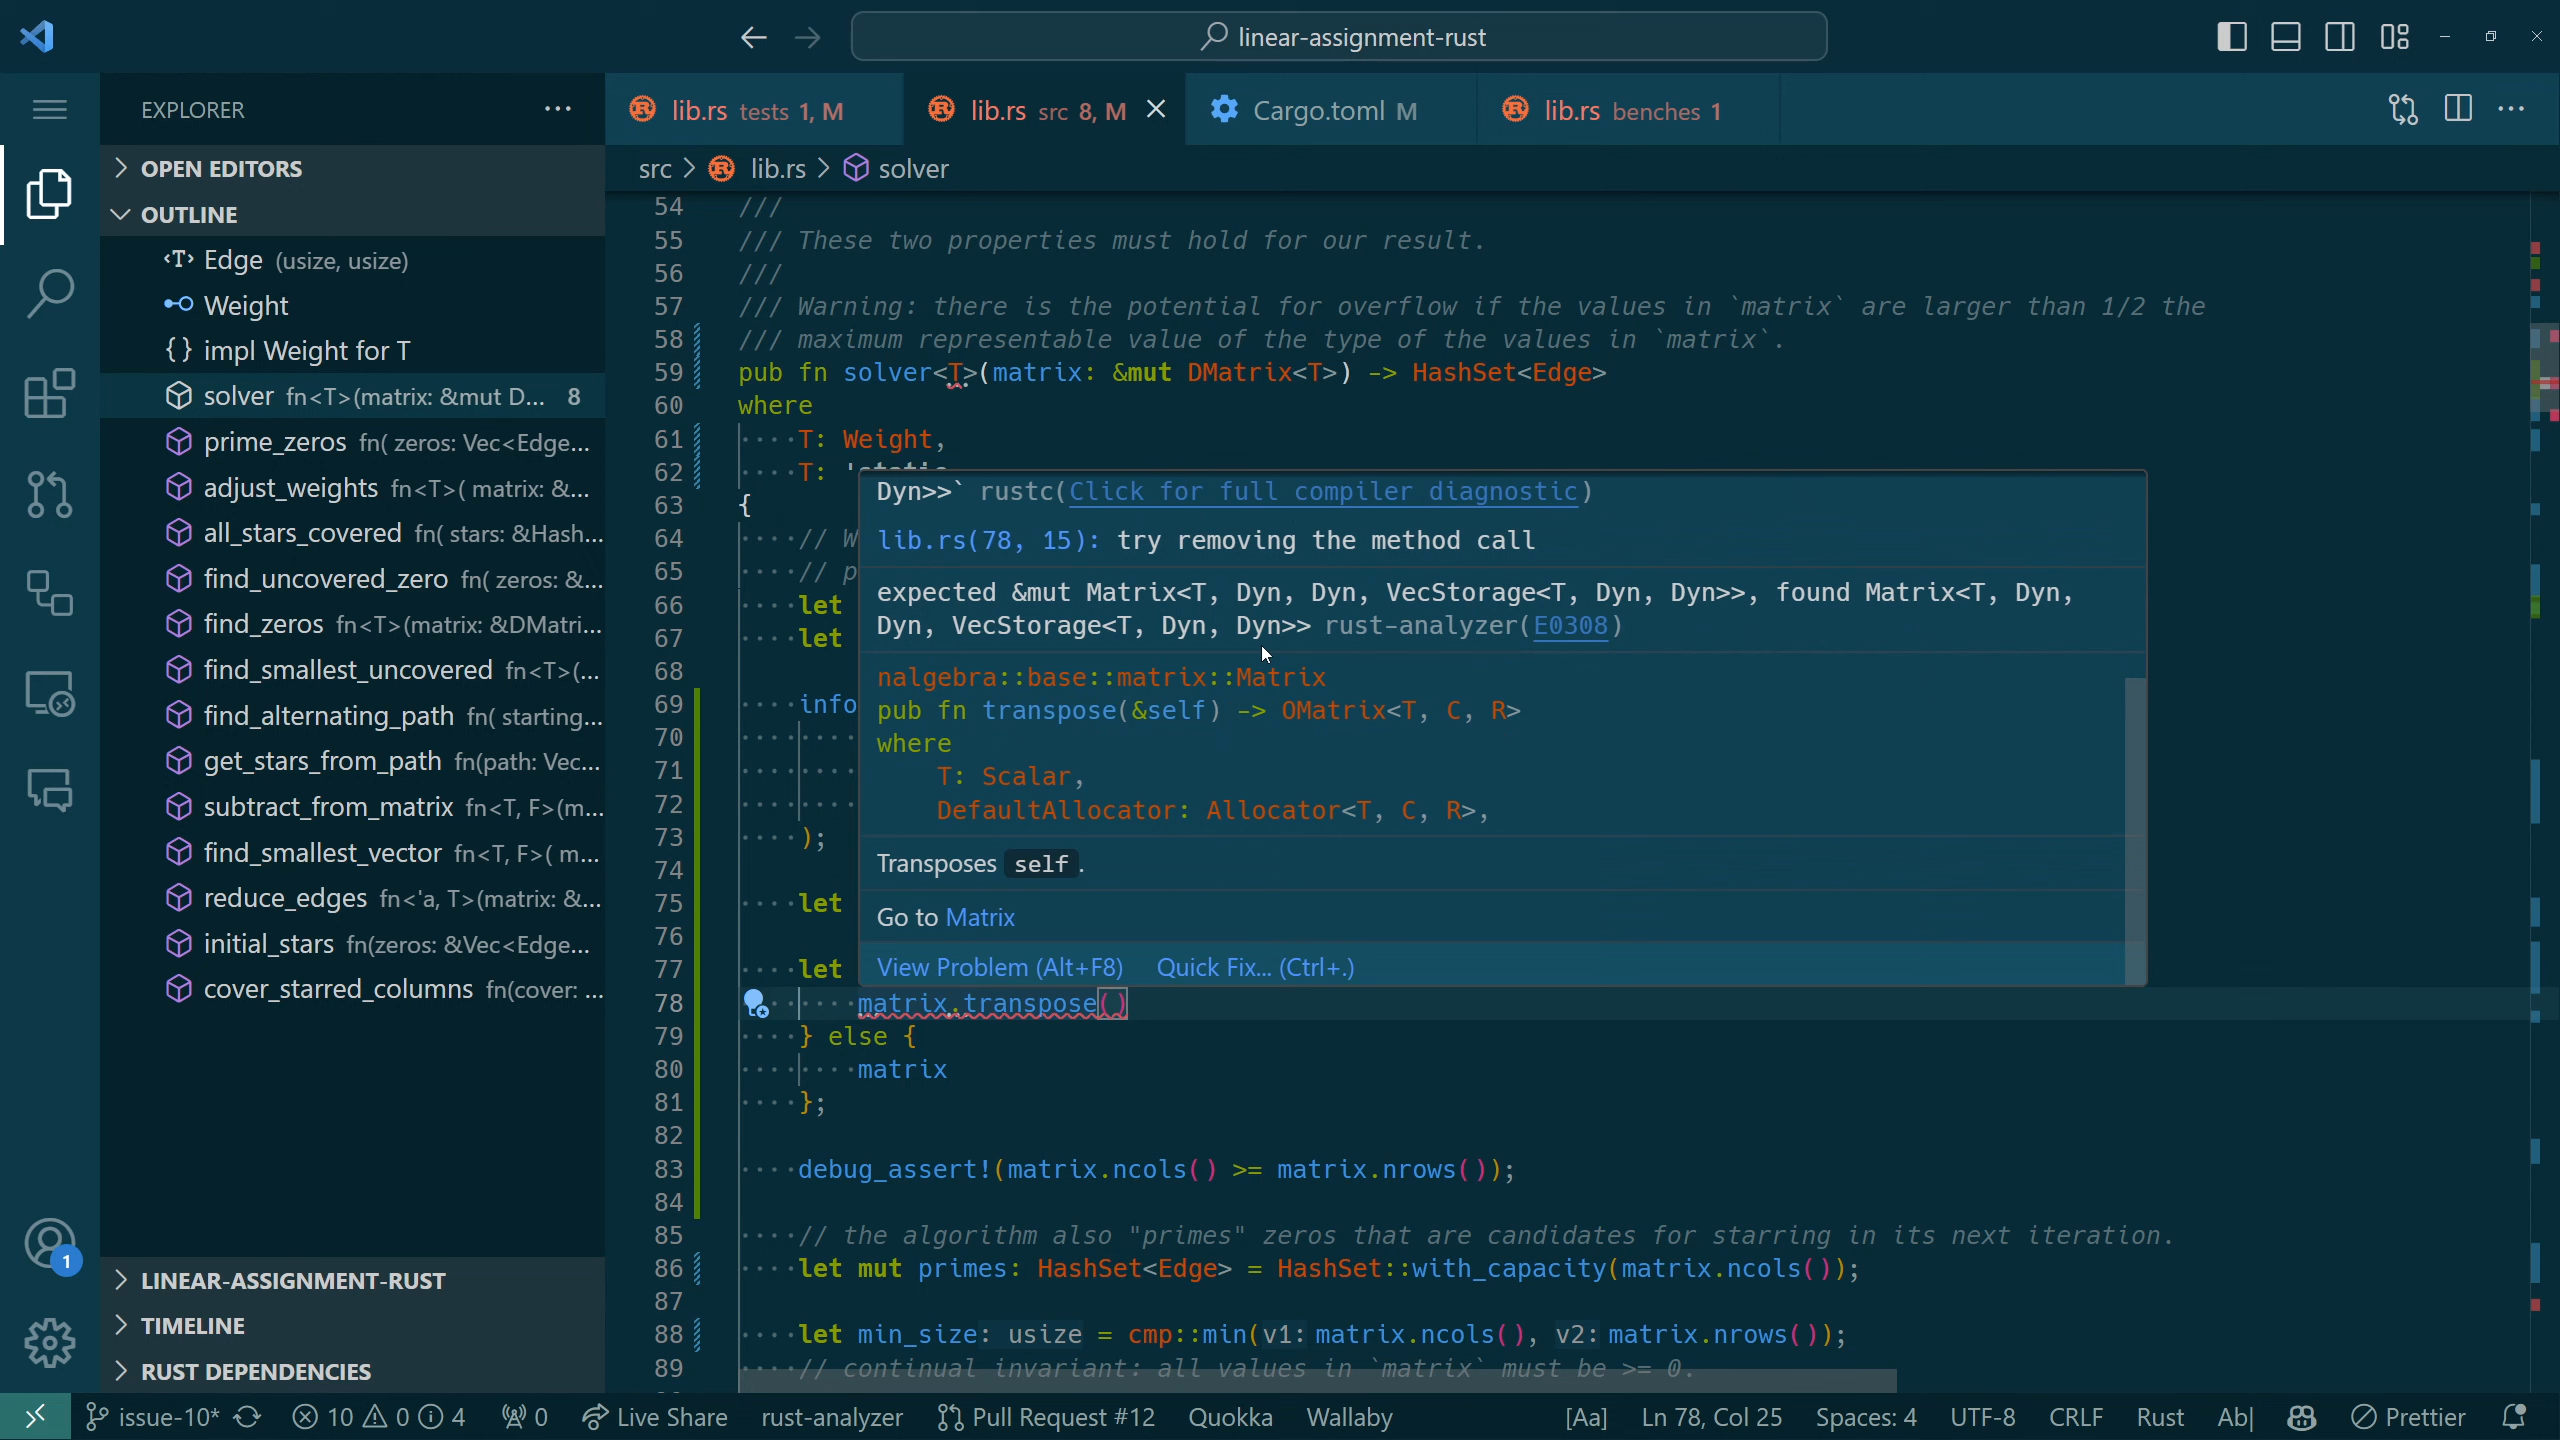 linear-assignment-rust
EXPLORER
lib.rs tests 1, M
lib.rs src 8, M
Cargo.toml M
lib.rs benches 1
OPEN EDITORS
OUTLINE
Edge (usize, usize)
Weight
impl Weight for T
solver fn<T>(matrix: &mut D... 8
prime_zeros fn( zeros: Vec<Edge...
adjust_weights fn<T>( matrix: &...
all_stars_covered fn( stars: &Hash...
find_uncovered_zero fn( zeros: &...
find_zeros fn<T>(matrix: &DMatri...
find_smallest_uncovered fn<T>(...
find_alternating_path fn( starting...
get_stars_from_path fn(path: Vec...
subtract_from_matrix fn<T, F>(m...
find_smallest_vector fn<T, F>( m...
reduce_edges fn<'a, T>(matrix: &...
initial_stars fn(zeros: &Vec<Edge...
cover_starred_columns fn(cover: ...
1
LINEAR-ASSIGNMENT-RUST
TIMELINE
RUST DEPENDENCIES
src > lib.rs > solver
54 ///
55 /// These two properties must hold for our result.
56 ///
57 /// Warning: there is the potential for overflow if the values in `matrix` are larger than 1/2 the
58 /// maximum representable value of the type of the values in `matrix`.
59 pub fn solver<T>(matrix: &mut DMatrix<T>) -> HashSet<Edge>
60 where
61 ····T: Weight,
62 ····T: 'static
63 {
64 ····// W
65 ····// p
66 ····let
67 ····let
68
69 ····info
70 ········
71 ········
72 ········
73 ····);
74
75 ····let
76
77 ····let
Dyn>>` rustc(Click for full compiler diagnostic)
lib.rs(78, 15): try removing the method call
expected &mut Matrix<T, Dyn, Dyn, VecStorage<T, Dyn, Dyn>>, found Matrix<T, Dyn,
Dyn, VecStorage<T, Dyn, Dyn>> rust-analyzer(E0308)
nalgebra::base::matrix::Matrix
pub fn transpose(&self) -> OMatrix<T, C, R>
where
T: Scalar,
DefaultAllocator: Allocator<T, C, R>,
Transposes self.
Go to Matrix
View Problem (Alt+F8) Quick Fix... (Ctrl+.)
78 ········matrix.transpose()
79 ····} else {
80 ········matrix
81 ····};
82
83 ····debug_assert!(matrix.ncols() >= matrix.nrows());
84
85 ····// the algorithm also "primes" zeros that are candidates for starring in its next iteration.
86 ····let mut primes: HashSet<Edge> = HashSet::with_capacity(matrix.ncols());
87
88 ····let min_size: usize = cmp::min(v1: matrix.ncols(), v2: matrix.nrows());
89 ····// continual invariant: all values in `matrix` must be >= 0.
issue-10* 10 0 4 0 Live Share rust-analyzer Pull Request #12 Quokka Wallaby [Aa] Ln 78, Col 25 Spaces: 4 UTF-8 CRLF Rust Ab| Prettier